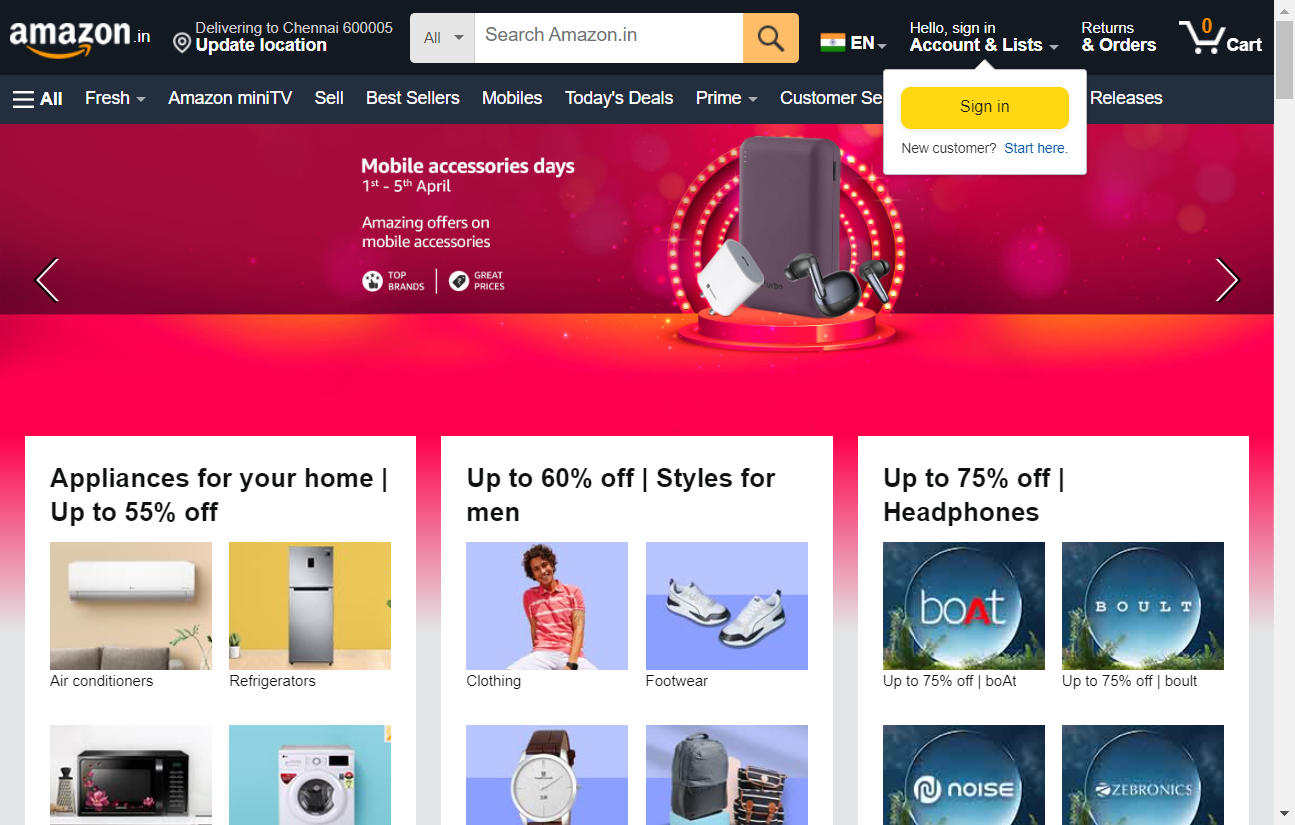 amazon.in
Delivering to Chennai 600005
Update location
All
Search Amazon.in
EN
Hello, sign in
Account & Lists
Returns
& Orders
0
Cart
All
Fresh
Amazon miniTV
Sell
Best Sellers
Mobiles
Today's Deals
Prime
Customer Se
Releases
Sign in
New customer? Start here.
Mobile accessories days
1st - 5th April
Amazing offers on
mobile accessories
TOP
BRANDS
GREAT
PRICES
Appliances for your home |
Up to 55% off
Air conditioners
Refrigerators
Up to 60% off | Styles for
men
Clothing
Footwear
Up to 75% off |
Headphones
boAt
BOULT
Up to 75% off | boAt
Up to 75% off | boult
noise
ZEBRONICS